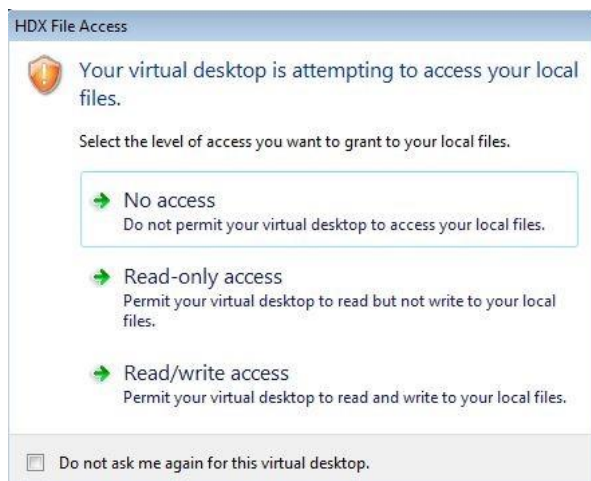 HDX File Access
Your virtual desktop is attempting to access your local
files.
Select the level of access you want to grant to your local files.
No access
Do not permit your virtual desktop to access your local files.
Read-only access
Permit your virtual desktop to read but not write to your local
files.
Read/write access
Permit your virtual desktop to read and write to your local files.
Do not ask me again for this virtual desktop.